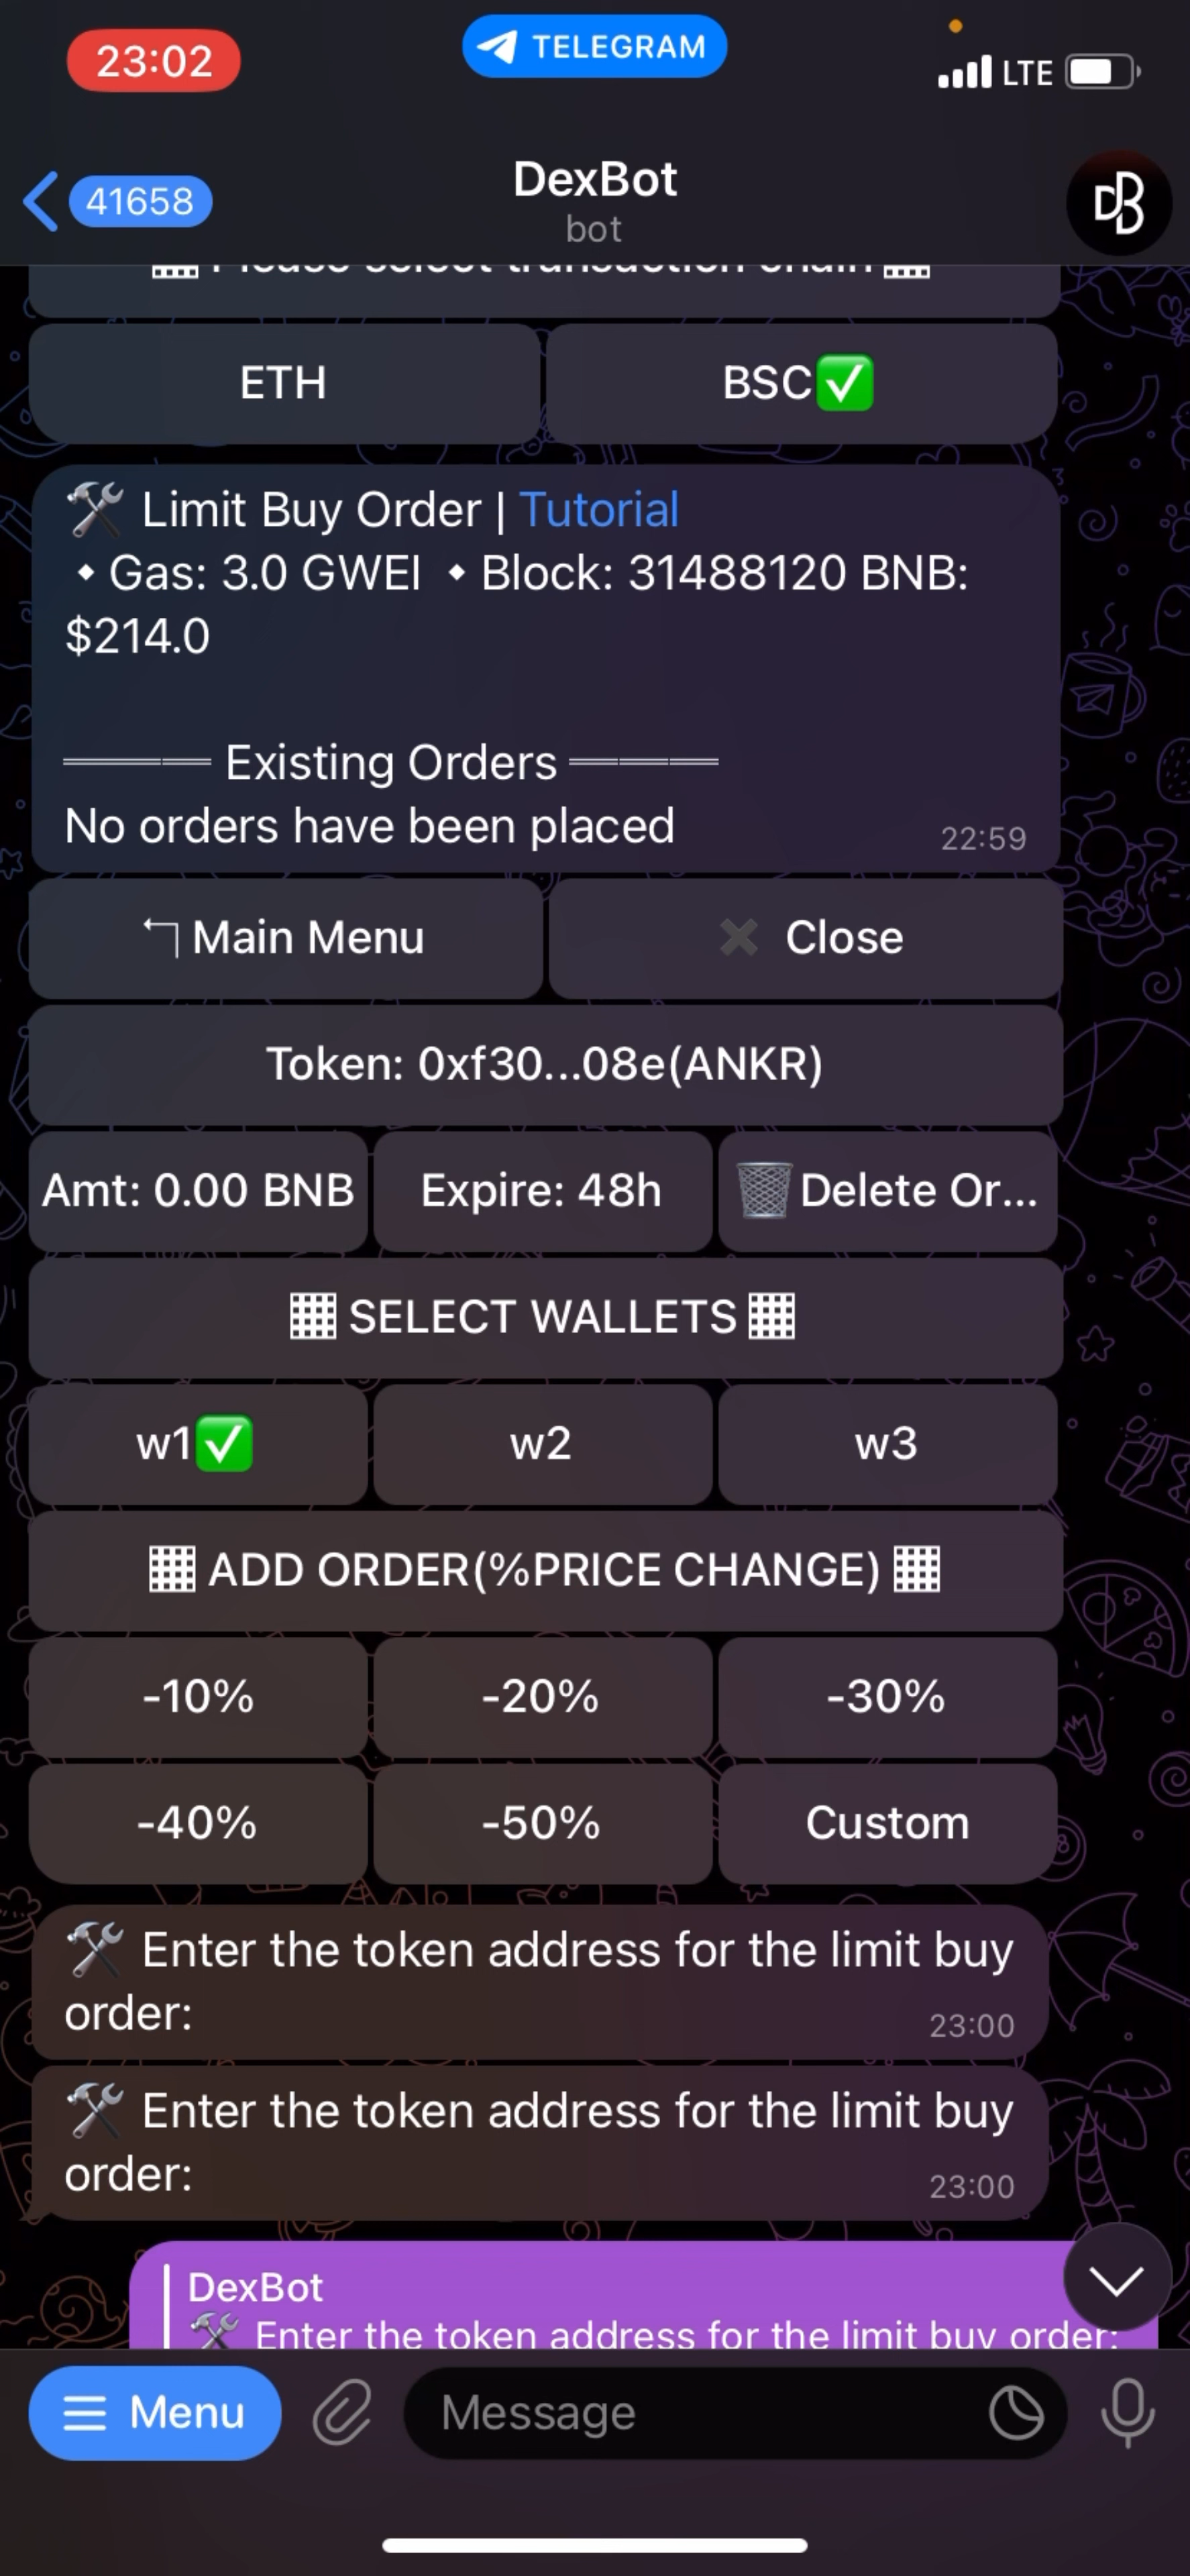 23:02
TELEGRAM
LTE
41658
DexBot
bot
DB
Please select transaction chain
ETH
BSC✅
🛠 Limit Buy Order | Tutorial
🔸Gas: 3.0 GWEI 🔸Block: 31488120 BNB:
$214.0
═════ Existing Orders ═════
No orders have been placed
22:59
↰ Main Menu
✖ Close
Token: 0xf30...08e(ANKR)
Amt: 0.00 BNB
Expire: 48h
🗑Delete Or...
▦ SELECT WALLETS ▦
w1✅
w2
w3
▦ ADD ORDER(%PRICE CHANGE) ▦
-10%
-20%
-30%
-40%
-50%
Custom
🛠 Enter the token address for the limit buy
order:
23:00
🛠 Enter the token address for the limit buy
order:
23:00
DexBot
🛠 Enter the token address for the limit buy order:
Menu
Message